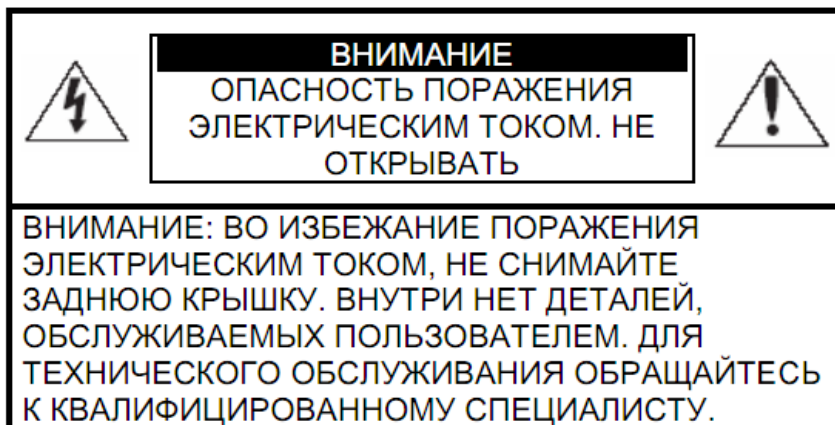 ВНИМАНИЕ
ОПАСНОСТЬ ПОРАЖЕНИЯ
ЭЛЕКТРИЧЕСКИМ ТОКОМ. НЕ
ОТКРЫВАТЬ
ВНИМАНИЕ: ВО ИЗБЕЖАНИЕ ПОРАЖЕНИЯ
ЭЛЕКТРИЧЕСКИМ ТОКОМ, НЕ СНИМАЙТЕ
ЗАДНЮЮ КРЫШКУ. ВНУТРИ НЕТ ДЕТАЛЕЙ,
ОБСЛУЖИВАЕМЫХ ПОЛЬЗОВАТЕЛЕМ. ДЛЯ
ТЕХНИЧЕСКОГО ОБСЛУЖИВАНИЯ ОБРАЩАЙТЕСЬ
К КВАЛИФИЦИРОВАННОМУ СПЕЦИАЛИСТУ.